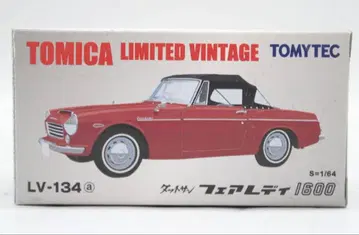 TOMICA LIMITED VINTAGE TOMYTEC
S=1/64
LV-134 ⓐ ダットサン フェアレディ 1600